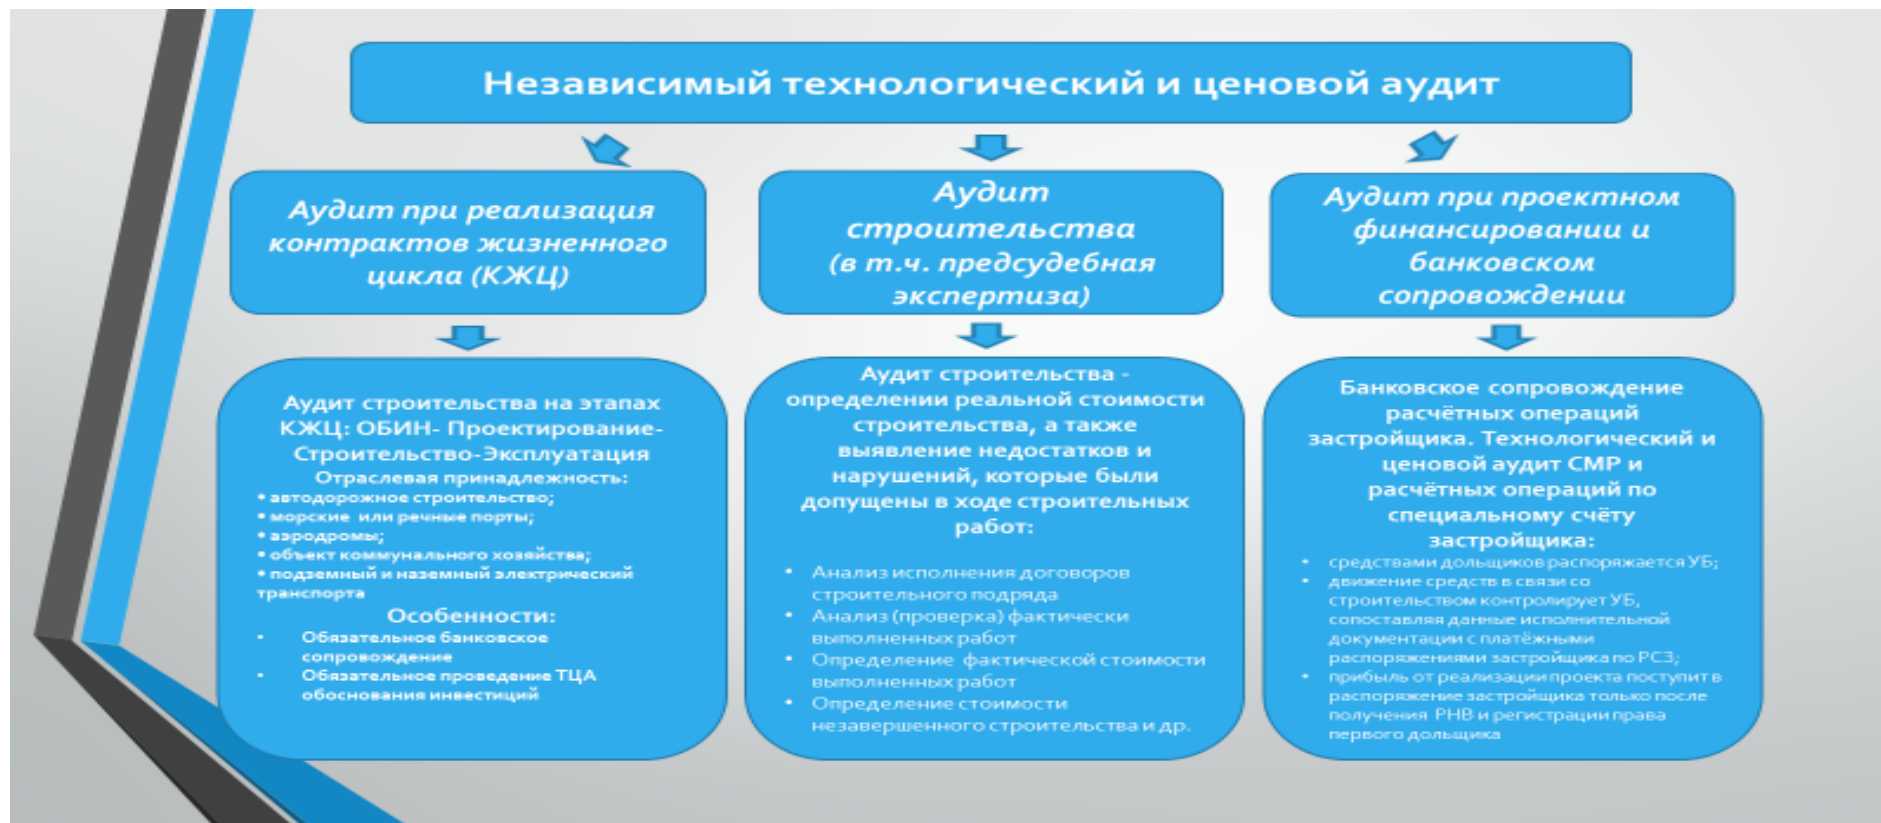 Независимый технологический и ценовой аудит
Аудит при реализация
контрактов жизненного
цикла (КЖЦ)
Аудит
строительства
(в т.ч. предсудебная
экспертиза)
Аудит при проектном
финансировании и
банковском
сопровождении
Аудит строительства на этапах
КЖЦ: ОБИН- Проектирование-
Строительство-Эксплуатация
Отраслевая принадлежность:
• автодорожное строительство;
• морские или речные порты;
• аэродромы;
• объект коммунального хозяйства;
• подземный и наземный электрический
транспорта
Особенности:
• Обязательное банковское
сопровождение
• Обязательное проведение ТЦА
обоснования инвестиций
Аудит строительства -
определении реальной стоимости
строительства, а также
выявление недостатков и
нарушений, которые были
допущены в ходе строительных
работ:
• Анализ исполнения договоров
строительного подряда
• Анализ (проверка) фактически
выполненных работ
• Определение фактической стоимости
выполненных работ
• Определение стоимости
незавершенного строительства и др.
Банковское сопровождение
расчётных операций
застройщика. Технологический и
ценовой аудит СМР и
расчётных операций по
специальному счёту
застройщика:
• средствами дольщиков распоряжается УБ;
• движение средств в связи со
строительством контролирует УБ,
сопоставляя данные исполнительной
документации с платёжными
распоряжениями застройщика по РСЗ;
• прибыль от реализации проекта поступит в
распоряжение застройщика только после
получения РНВ и регистрации права
первого дольщика